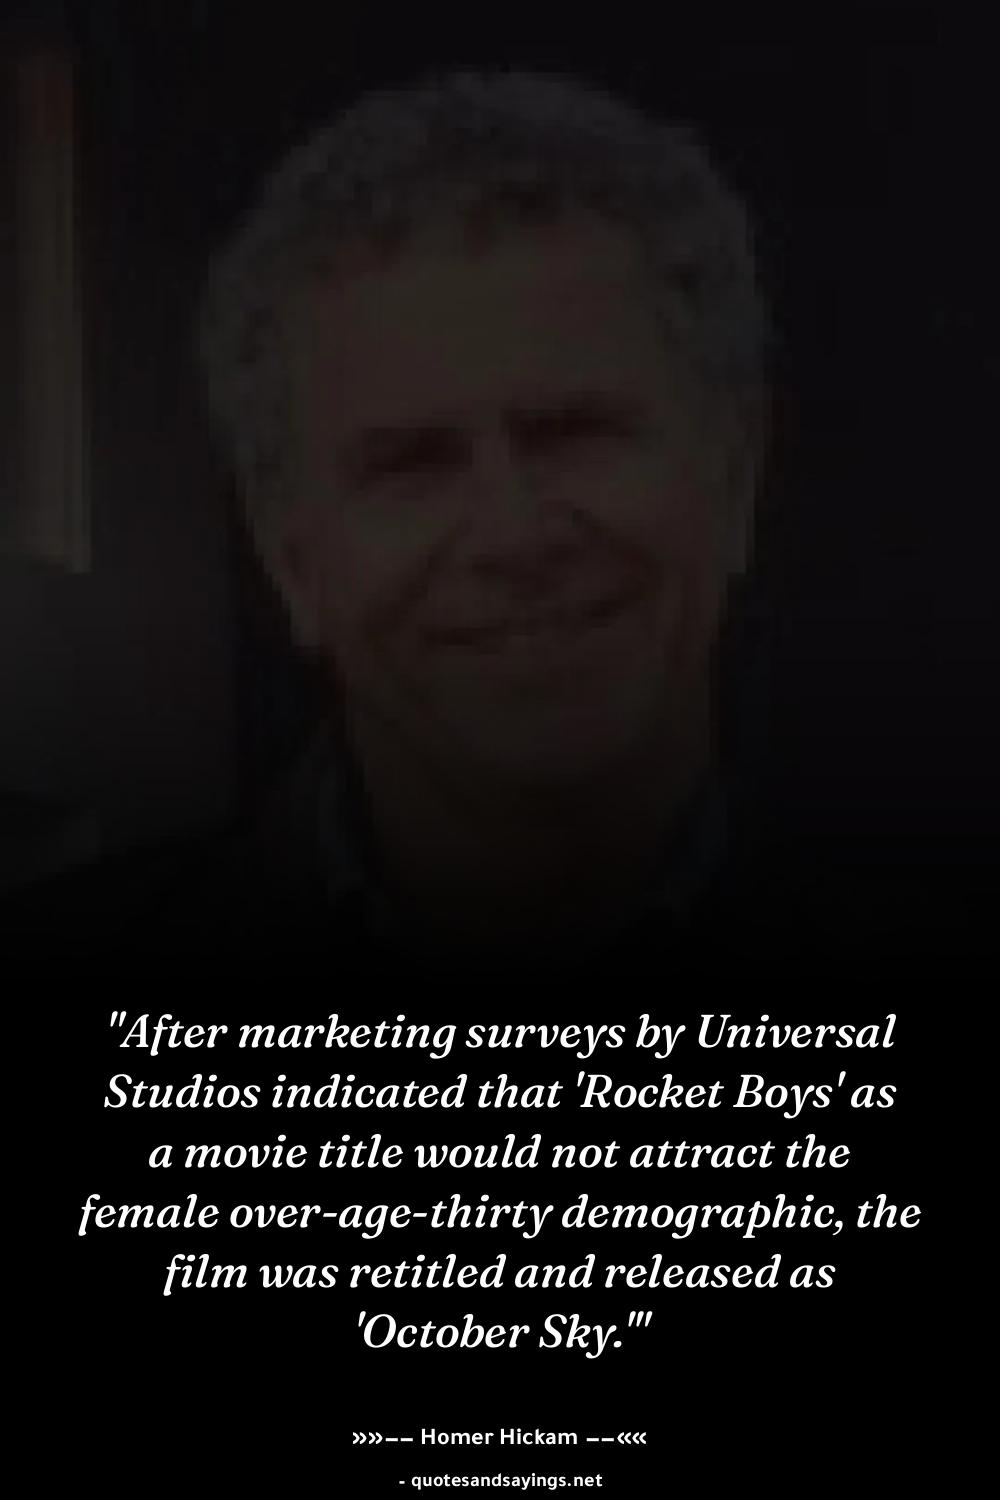 "After marketing surveys by Universal
Studios indicated that 'Rocket Boys' as
a movie title would not attract the
female over-age-thirty demographic, the
film was retitled and released as
'October Sky.'"
»»-- Homer Hickam --««
- quotesandsayings.net